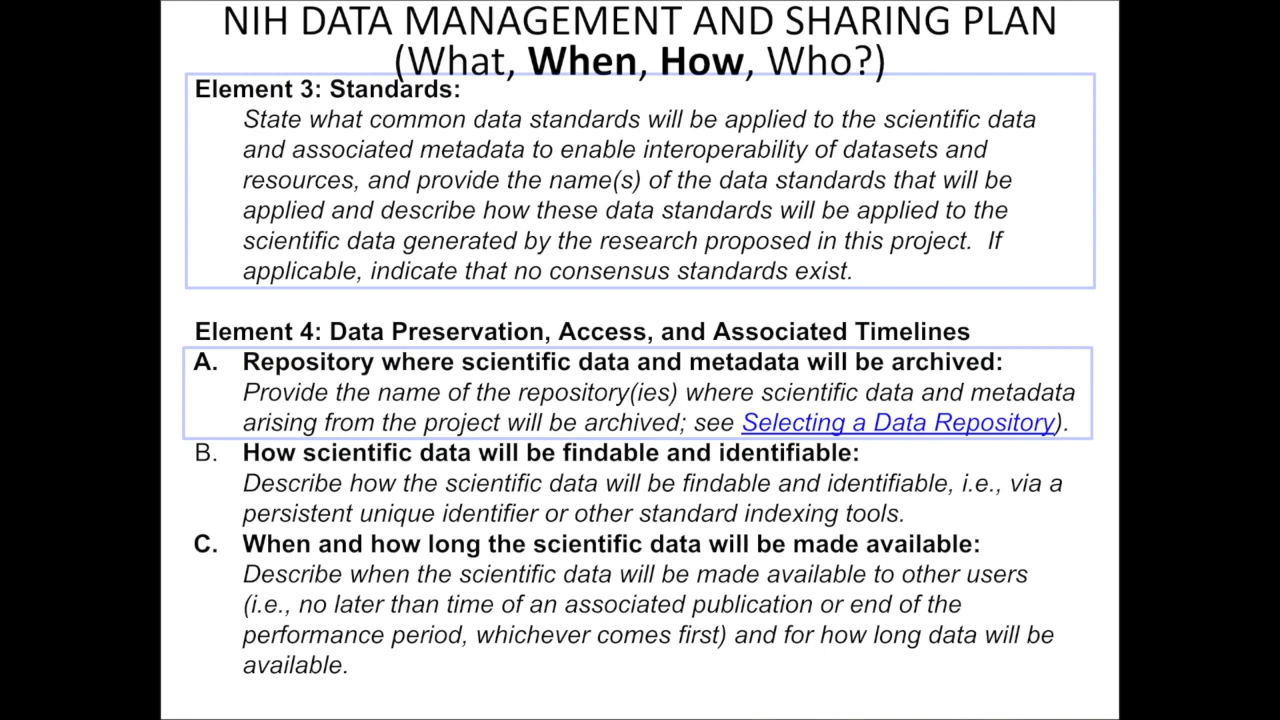 NIH DATA MANAGEMENT AND SHARING PLAN
(What, When, How, Who?)
Element 3: Standards:
State what common data standards will be applied to the scientific data
and associated metadata to enable interoperability of datasets and
resources, and provide the name(s) of the data standards that will be
applied and describe how these data standards will be applied to the
scientific data generated by the research proposed in this project.  If
applicable, indicate that no consensus standards exist.
Element 4: Data Preservation, Access, and Associated Timelines
A. Repository where scientific data and metadata will be archived:
Provide the name of the repository(ies) where scientific data and metadata
arising from the project will be archived; see Selecting a Data Repository).
B. How scientific data will be findable and identifiable:
Describe how the scientific data will be findable and identifiable, i.e., via a
persistent unique identifier or other standard indexing tools.
C. When and how long the scientific data will be made available:
Describe when the scientific data will be made available to other users
(i.e., no later than time of an associated publication or end of the
performance period, whichever comes first) and for how long data will be
available.